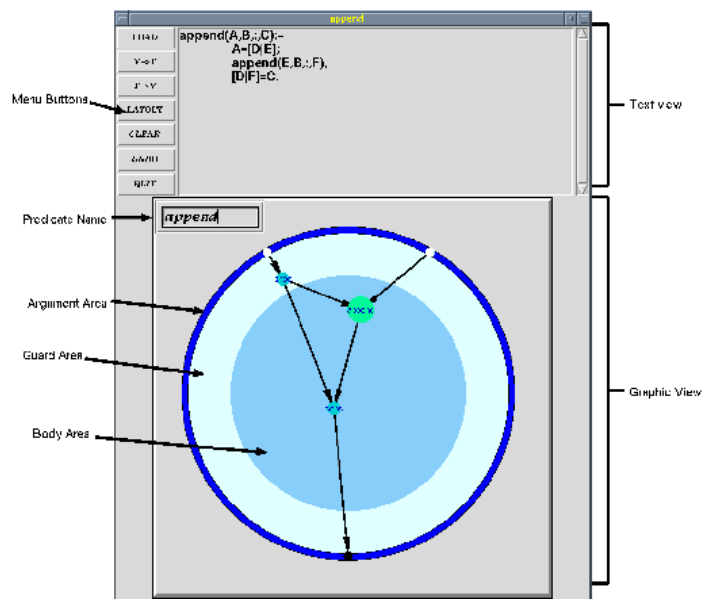 append
LOAD
append(A,B,:,C):-
A=[D|E];
append(E,B,:,F),
[D|F]=C.
Menu Buttons
LAYOUT
CLEAR
QUIT
Text view
Predicate Name
append
Argument Area
Guard Area
Body Area
Graphic View